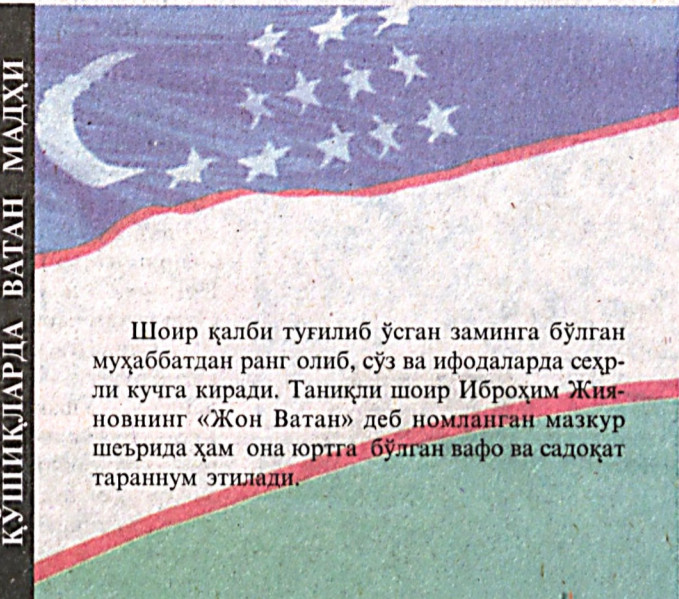 ҚЎШИҚЛАРДА ВАТАН МАДҲИ
Шоир қалби туғилиб ўсган заминга бўлган
муҳаббатдан ранг олиб, сўз ва ифодаларда сеҳр-
ли кучга киради. Таниқли шоир Иброҳим Жия-
новнинг «Жон Ватан» деб номланган мазкур
шеърида ҳам она юртга бўлган вафо ва садоқат
тараннум этилади.